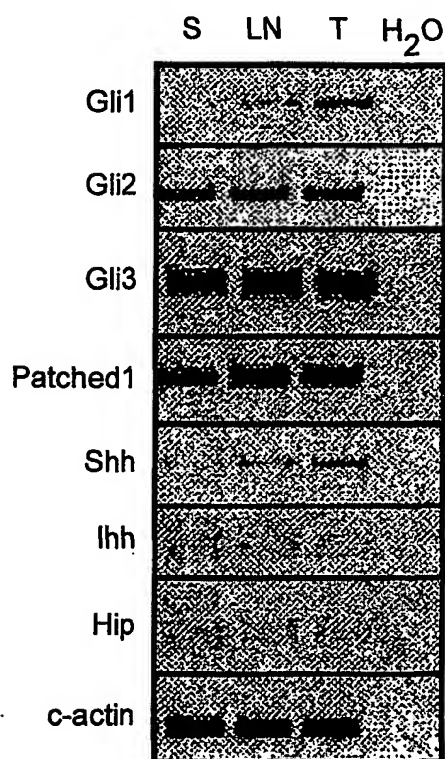 S LN T H₂O
Gli1
Gli2
Gli3
Patched1
Shh
Ihh
Hip
c-actin